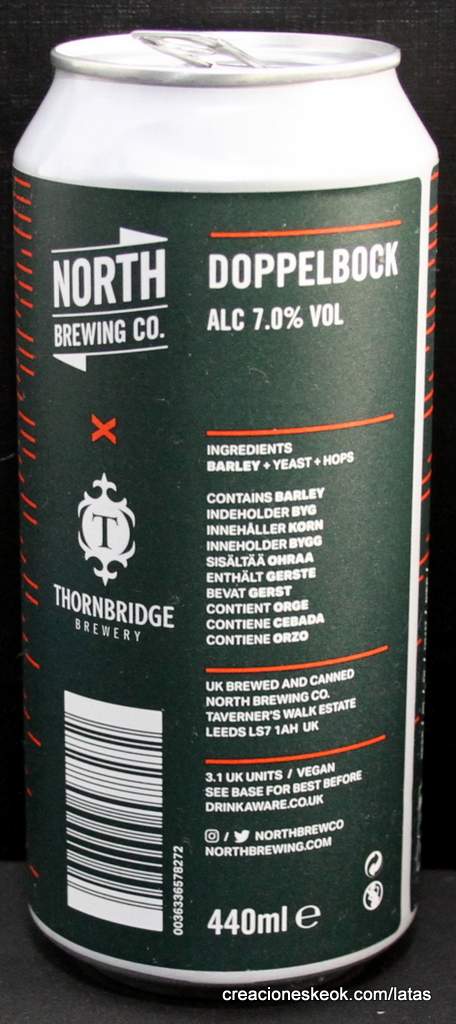 NORTH
BREWING CO.
X
T
THORNBRIDGE
BREWERY
0036336578272
DOPPELBOCK
ALC 7.0% VOL
INGREDIENTS
BARLEY + YEAST + HOPS
CONTAINS BARLEY
INDEHOLDER BYG
INNEHÅLLER KORN
INNEHOLDER BYGG
SISÄLTÄÄ OHRAA
ENTHÄLT GERSTE
BEVAT GERST
CONTIENT ORGE
CONTIENE CEBADA
CONTIENE ORZO
UK BREWED AND CANNED
NORTH BREWING CO.
TAVERNER'S WALK ESTATE
LEEDS LS7 1AH UK
3.1 UK UNITS / VEGAN
SEE BASE FOR BEST BEFORE
DRINKAWARE.CO.UK
/ NORTHBREWCO
NORTHBREWING.COM
440ml e
creacioneskeok.com/latas